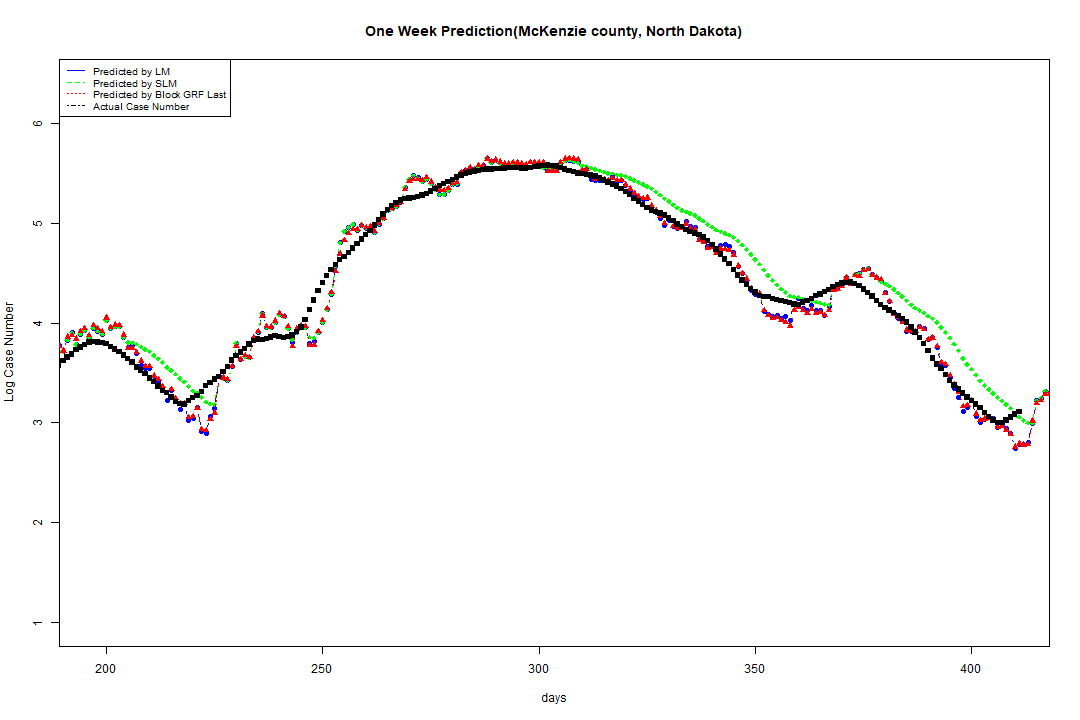 One Week Prediction(McKenzie county, North Dakota)
Predicted by LM
Predicted by SLM
Predicted by Block GRF Last
Actual Case Number
6
5
4
3
2
1
Log Case Number
200 250 300 350 400
days